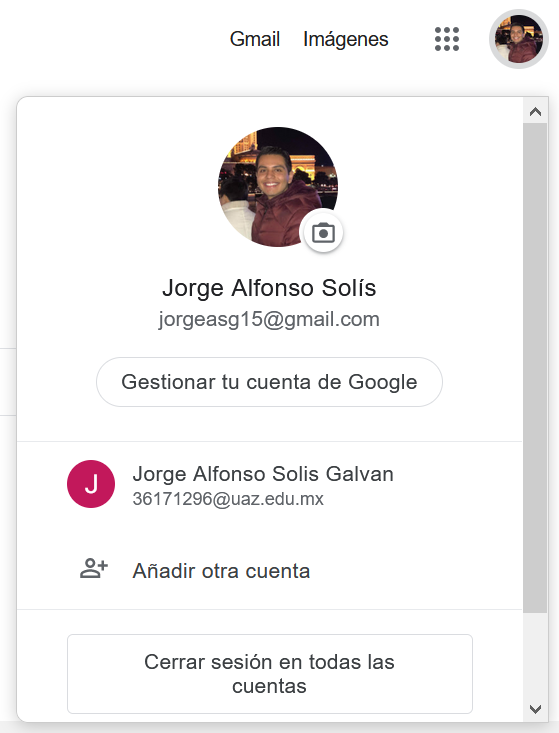 Gmail Imágenes
Jorge Alfonso Solís
jorgeasg15@gmail.com
Gestionar tu cuenta de Google
J
Jorge Alfonso Solis Galvan
36171296@uaz.edu.mx
Añadir otra cuenta
Cerrar sesión en todas las
cuentas